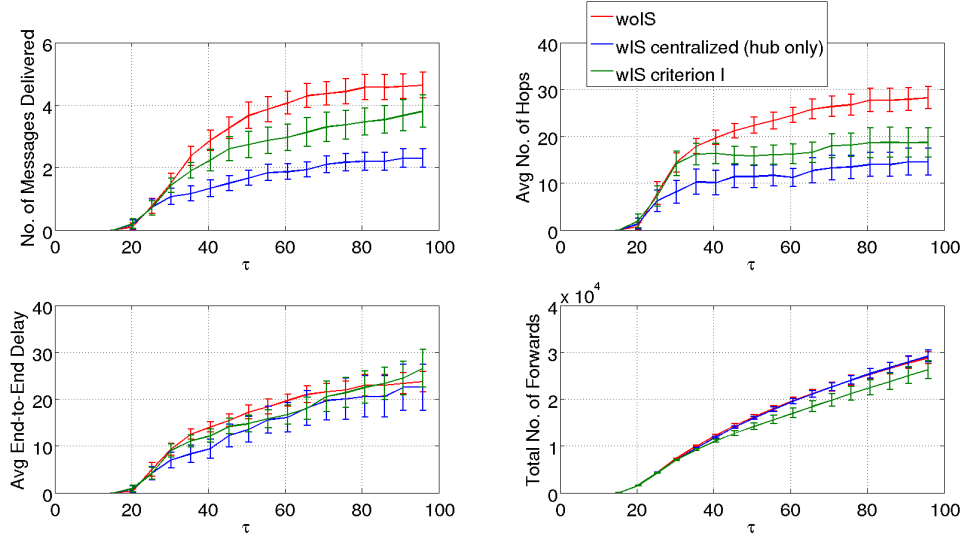 woIS
wIS centralized (hub only)
wIS criterion I
No. of Messages Delivered
6
4
2
0
0 20 40 60 80 100
τ
Avg No. of Hops
40
30
20
10
0
0 20 40 60 80 100
τ
Avg End-to-End Delay
40
30
20
10
0
0 20 40 60 80 100
τ
Total No. of Forwards
x 10^4
4
3
2
1
0
0 20 40 60 80 100
τ